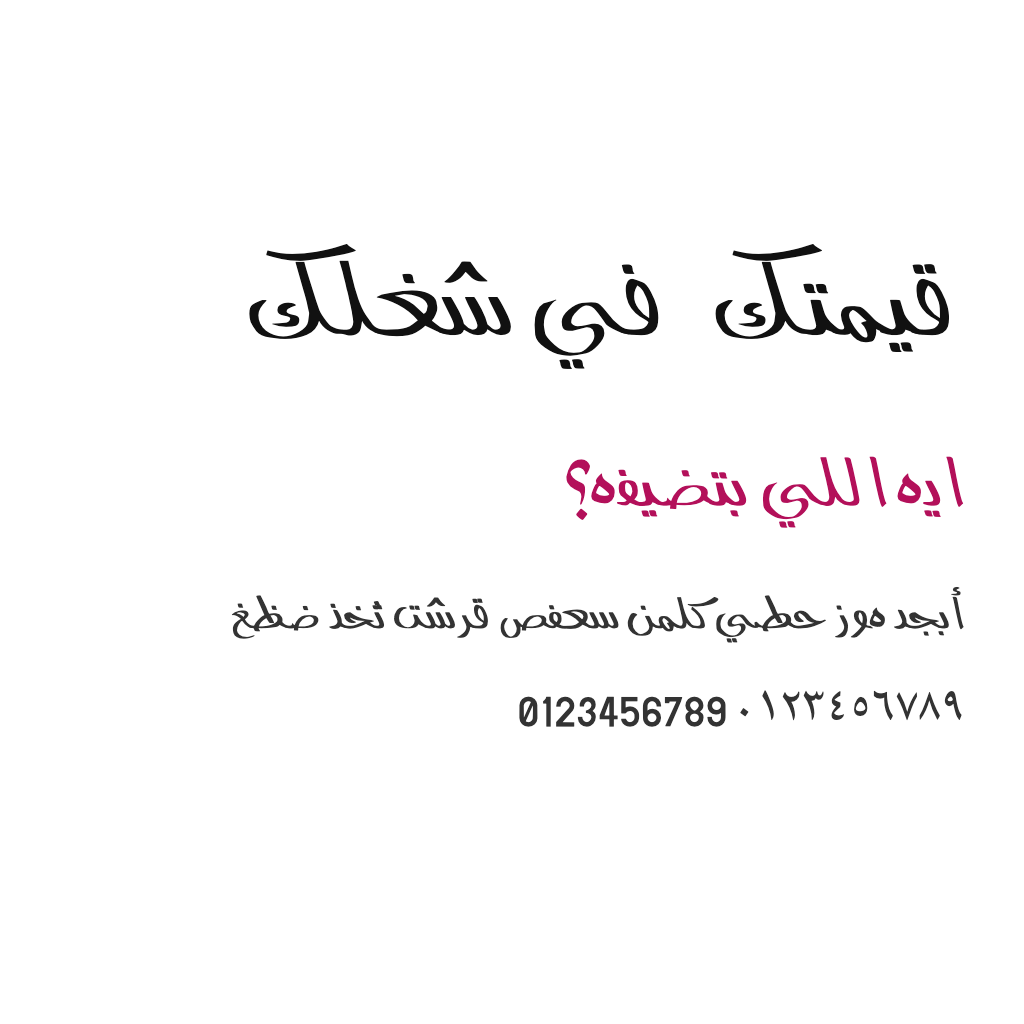 قيمتك في شغلك
ايه اللي بتضيفه؟
أبجد هوز حطي كلمن سعفص قرشت ثخذ ضظغ
٠١٢٣٤٥٦٧٨٩ 0123456789